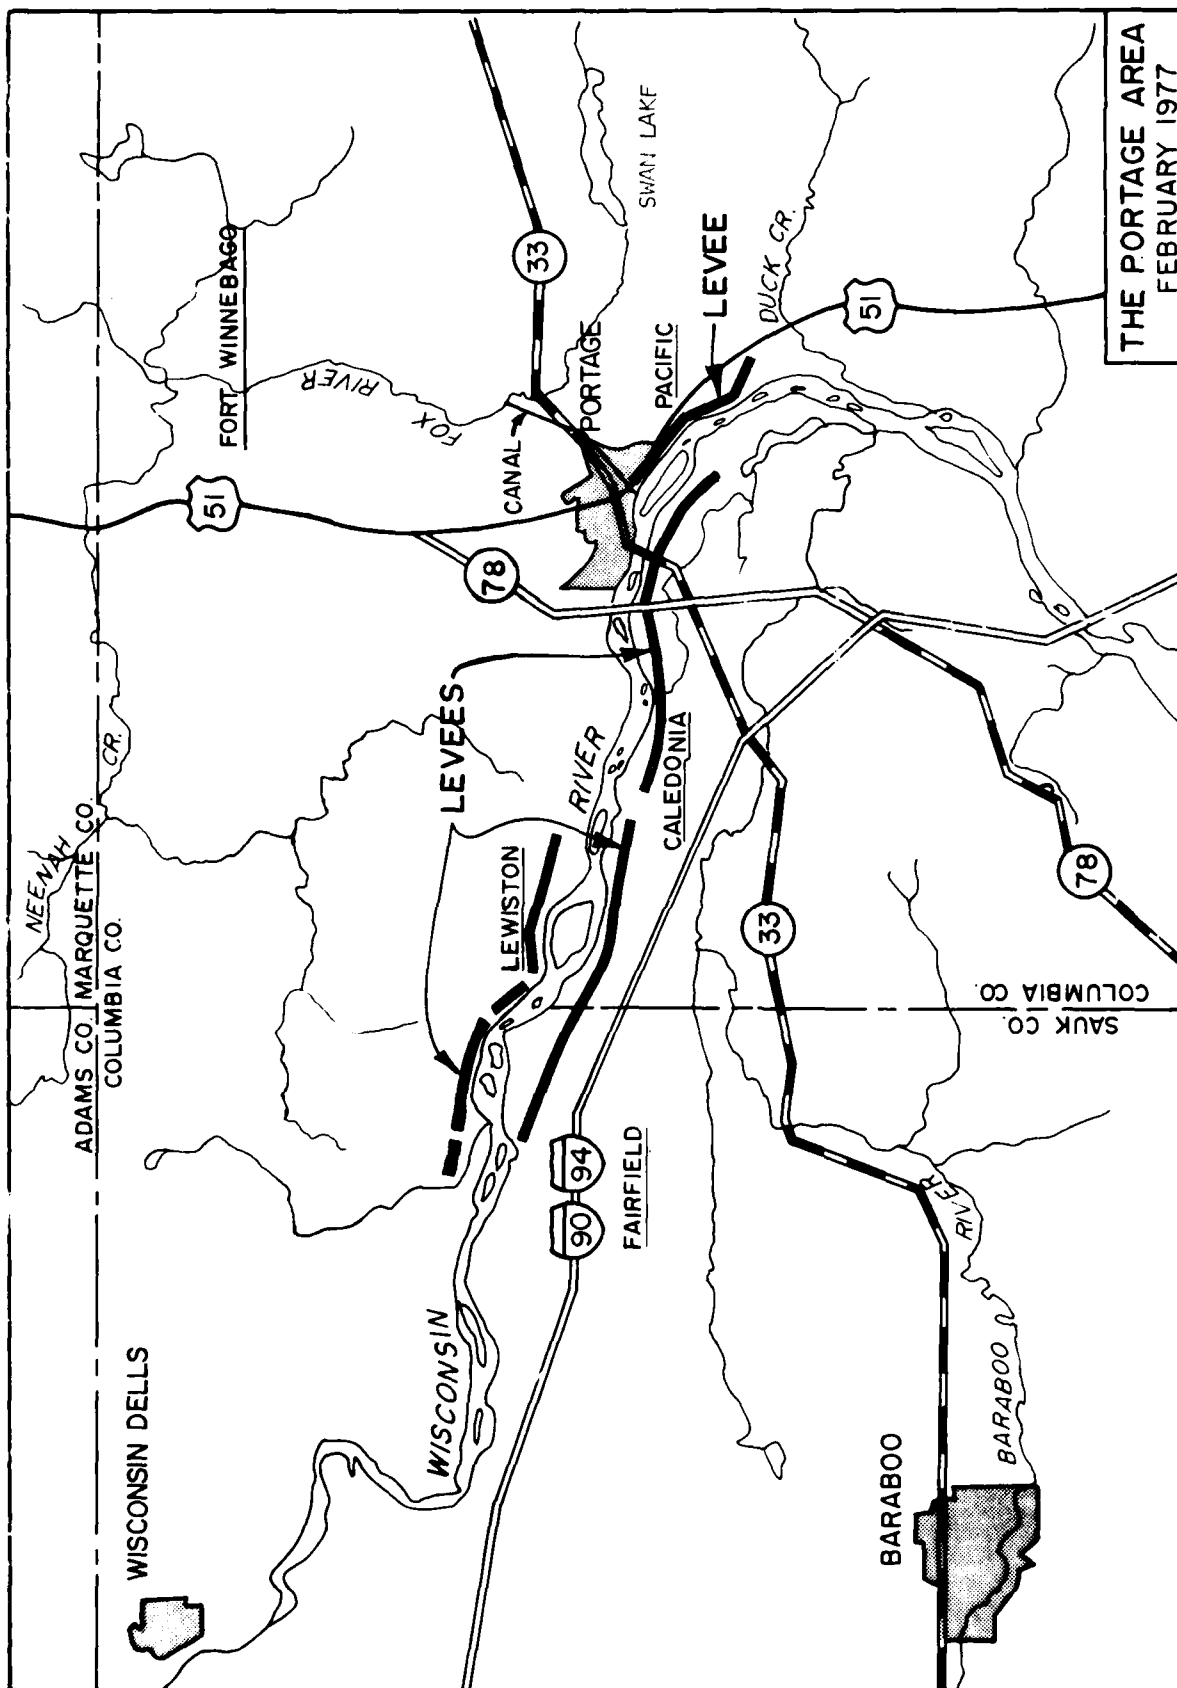 NEENAH CR.
ADAMS CO. MARQUETTE CO.
COLUMBIA CO.
WISCONSIN DELLS
FORT WINNEBAGO
51
FOX RIVER
33
SWAN LAKE
CANAL
PORTAGE
PACIFIC
LEVEE
DUCK CR.
51
78
LEVEES
LEWISTON
WISCONSIN RIVER
CALEDONIA
90
94
FAIRFIELD
33
78
SAUK CO.
COLUMBIA CO.
BARABOO
BARABOO RIVER
THE PORTAGE AREA
FEBRUARY 1977